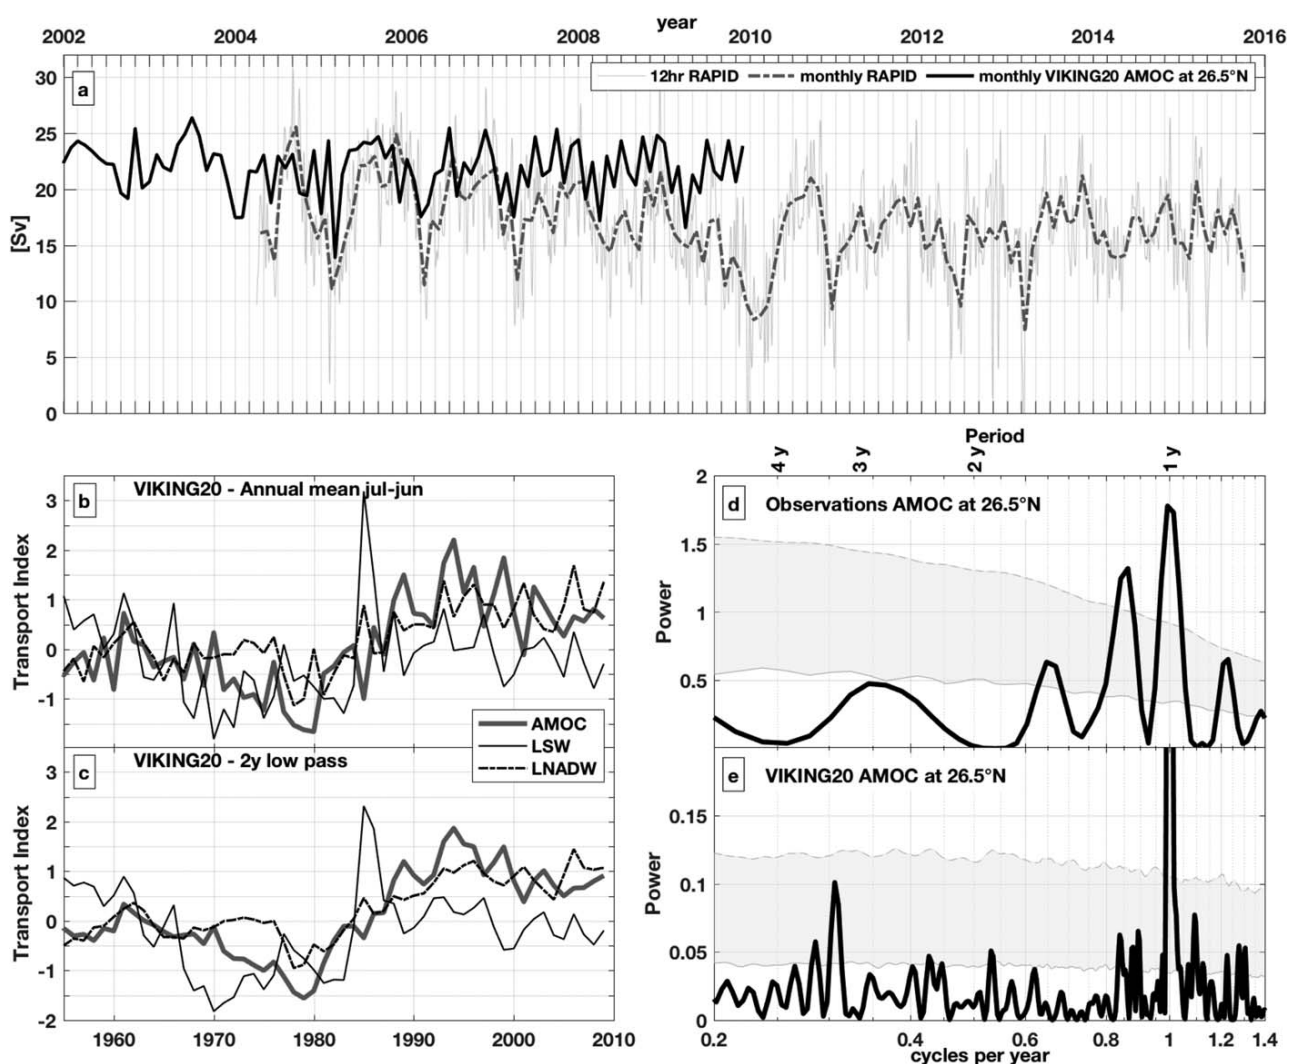 year
2002 2004 2006 2008 2010 2012 2014 2016
a
12hr RAPID monthly RAPID monthly VIKING20 AMOC at 26.5°N
30
25
20
15
10
5
0
[Sv]
b
VIKING20 - Annual mean jul-jun
3
2
1
0
-1
Transport Index
AMOC
LSW
LNADW
c
VIKING20 - 2y low pass
3
2
1
0
-1
-2
Transport Index
1960 1970 1980 1990 2000 2010
Period
4 y 3 y 2 y 1 y
d
Observations AMOC at 26.5°N
2
1.5
1
0.5
Power
e
VIKING20 AMOC at 26.5°N
0.15
0.1
0.05
0
Power
0.2 0.4 0.6 0.8 1 1.2 1.4
cycles per year